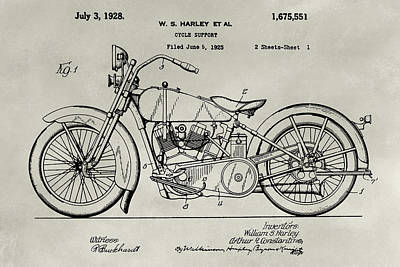 July 3, 1928.
1,675,551
W. S. HARLEY ET AL
CYCLE SUPPORT
Filed June 5, 1925
2 Sheets-Sheet 1
Fig. 1
Witness
Inventors
William S Harley
Arthur R. Constantine
By